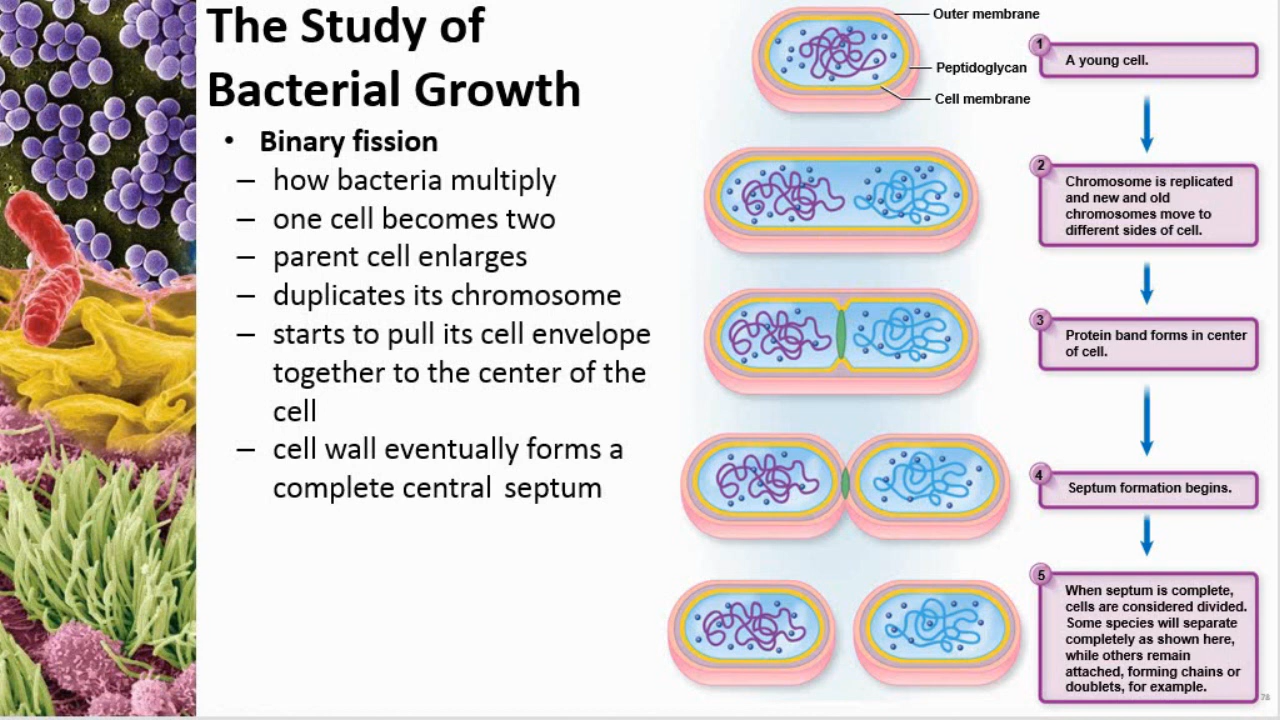 The Study of
Bacterial Growth
• Binary fission
– how bacteria multiply
– one cell becomes two
– parent cell enlarges
– duplicates its chromosome
– starts to pull its cell envelope
together to the center of the
cell
– cell wall eventually forms a
complete central septum
Outer membrane
Peptidoglycan
Cell membrane
1
A young cell.
2
Chromosome is replicated
and new and old
chromosomes move to
different sides of cell.
3
Protein band forms in center
of cell.
4
Septum formation begins.
5
When septum is complete,
cells are considered divided.
Some species will separate
completely as shown here,
while others remain
attached, forming chains or
doublets, for example.